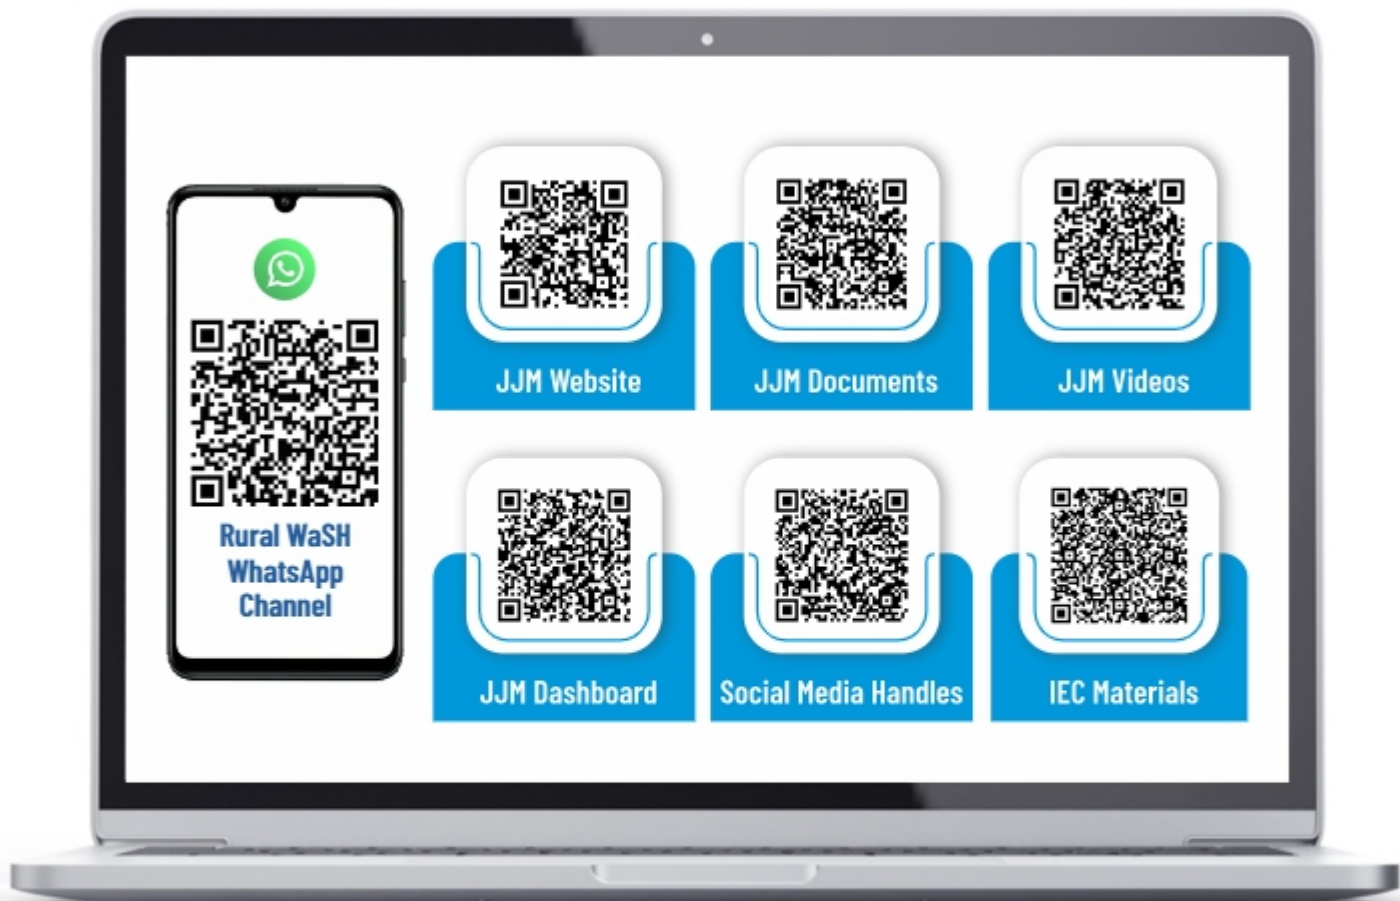 Rural WaSH
WhatsApp
Channel
JJM Website
JJM Documents
JJM Videos
JJM Dashboard
Social Media Handles
IEC Materials